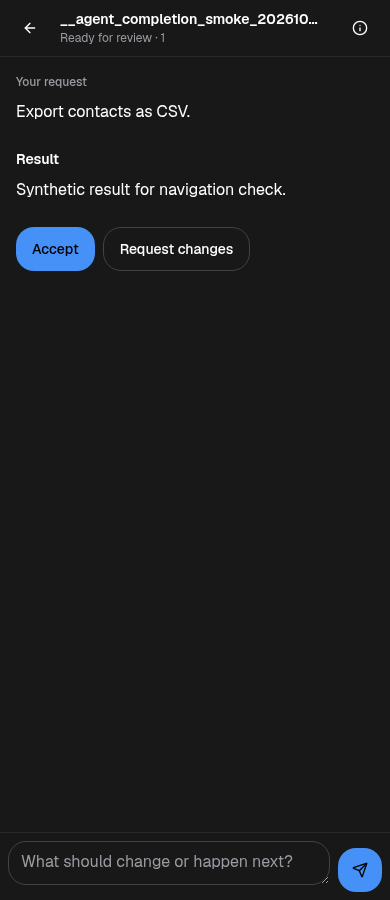 __agent_completion_smoke_202610...
Ready for review · 1
Your request
Export contacts as CSV.
Result
Synthetic result for navigation check.
Accept
Request changes
What should change or happen next?